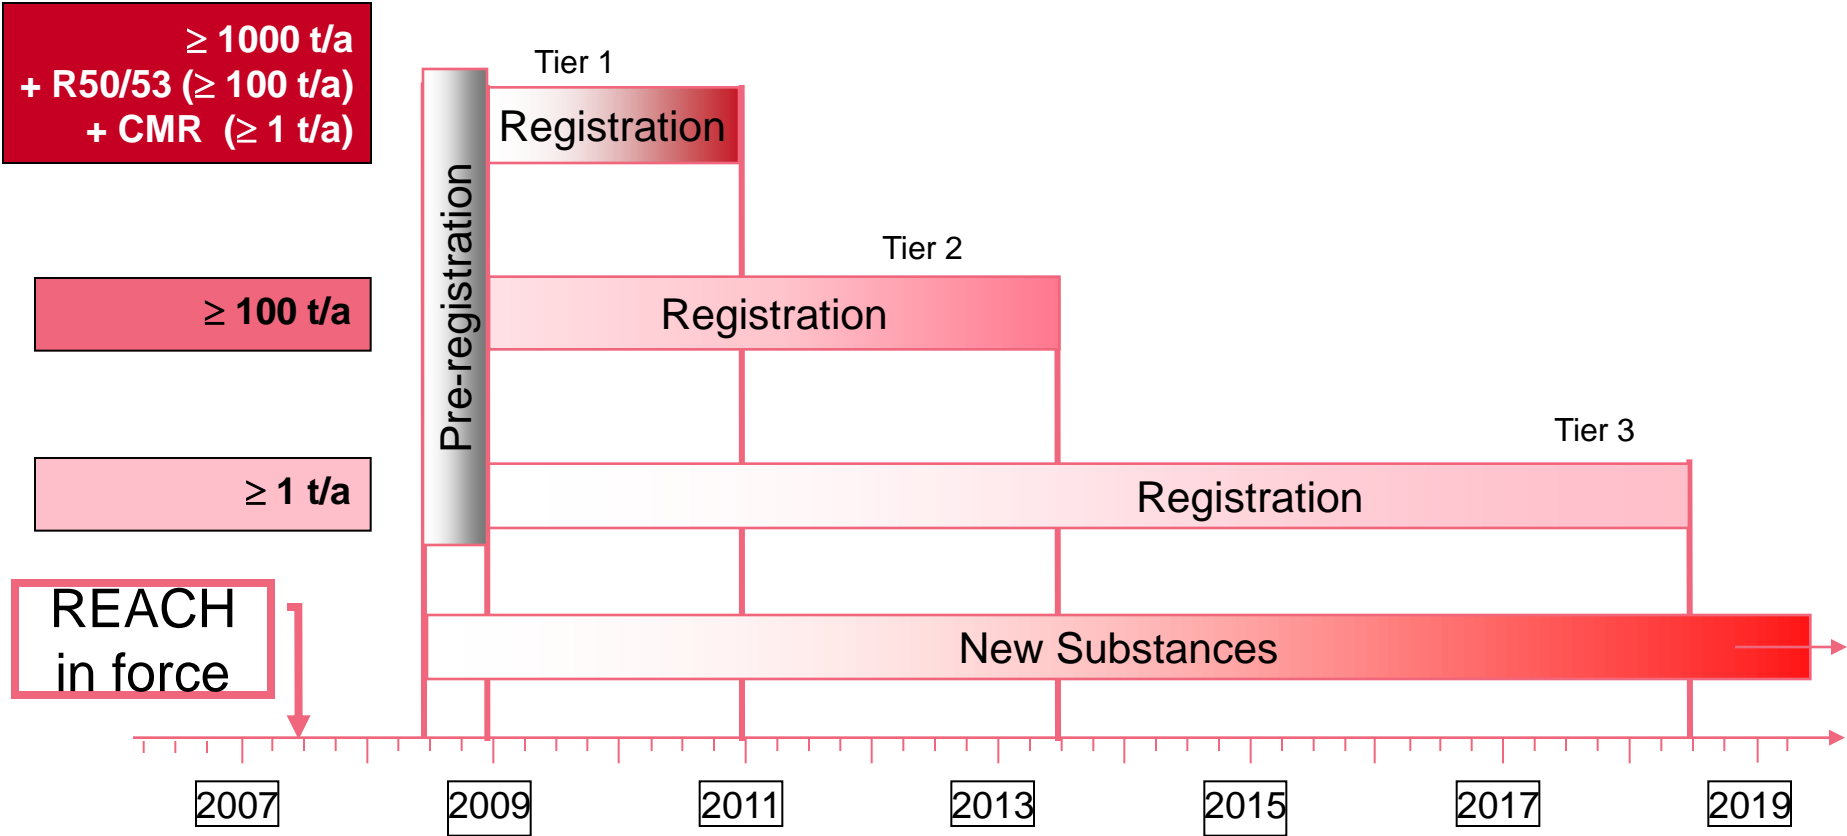 ≥ 1000 t/a
+ R50/53 (≥ 100 t/a)
+ CMR (≥ 1 t/a)
Tier 1
Registration
Pre-registration
Tier 2
≥ 100 t/a
Registration
Tier 3
≥ 1 t/a
Registration
REACH
in force
New Substances
2007
2009
2011
2013
2015
2017
2019